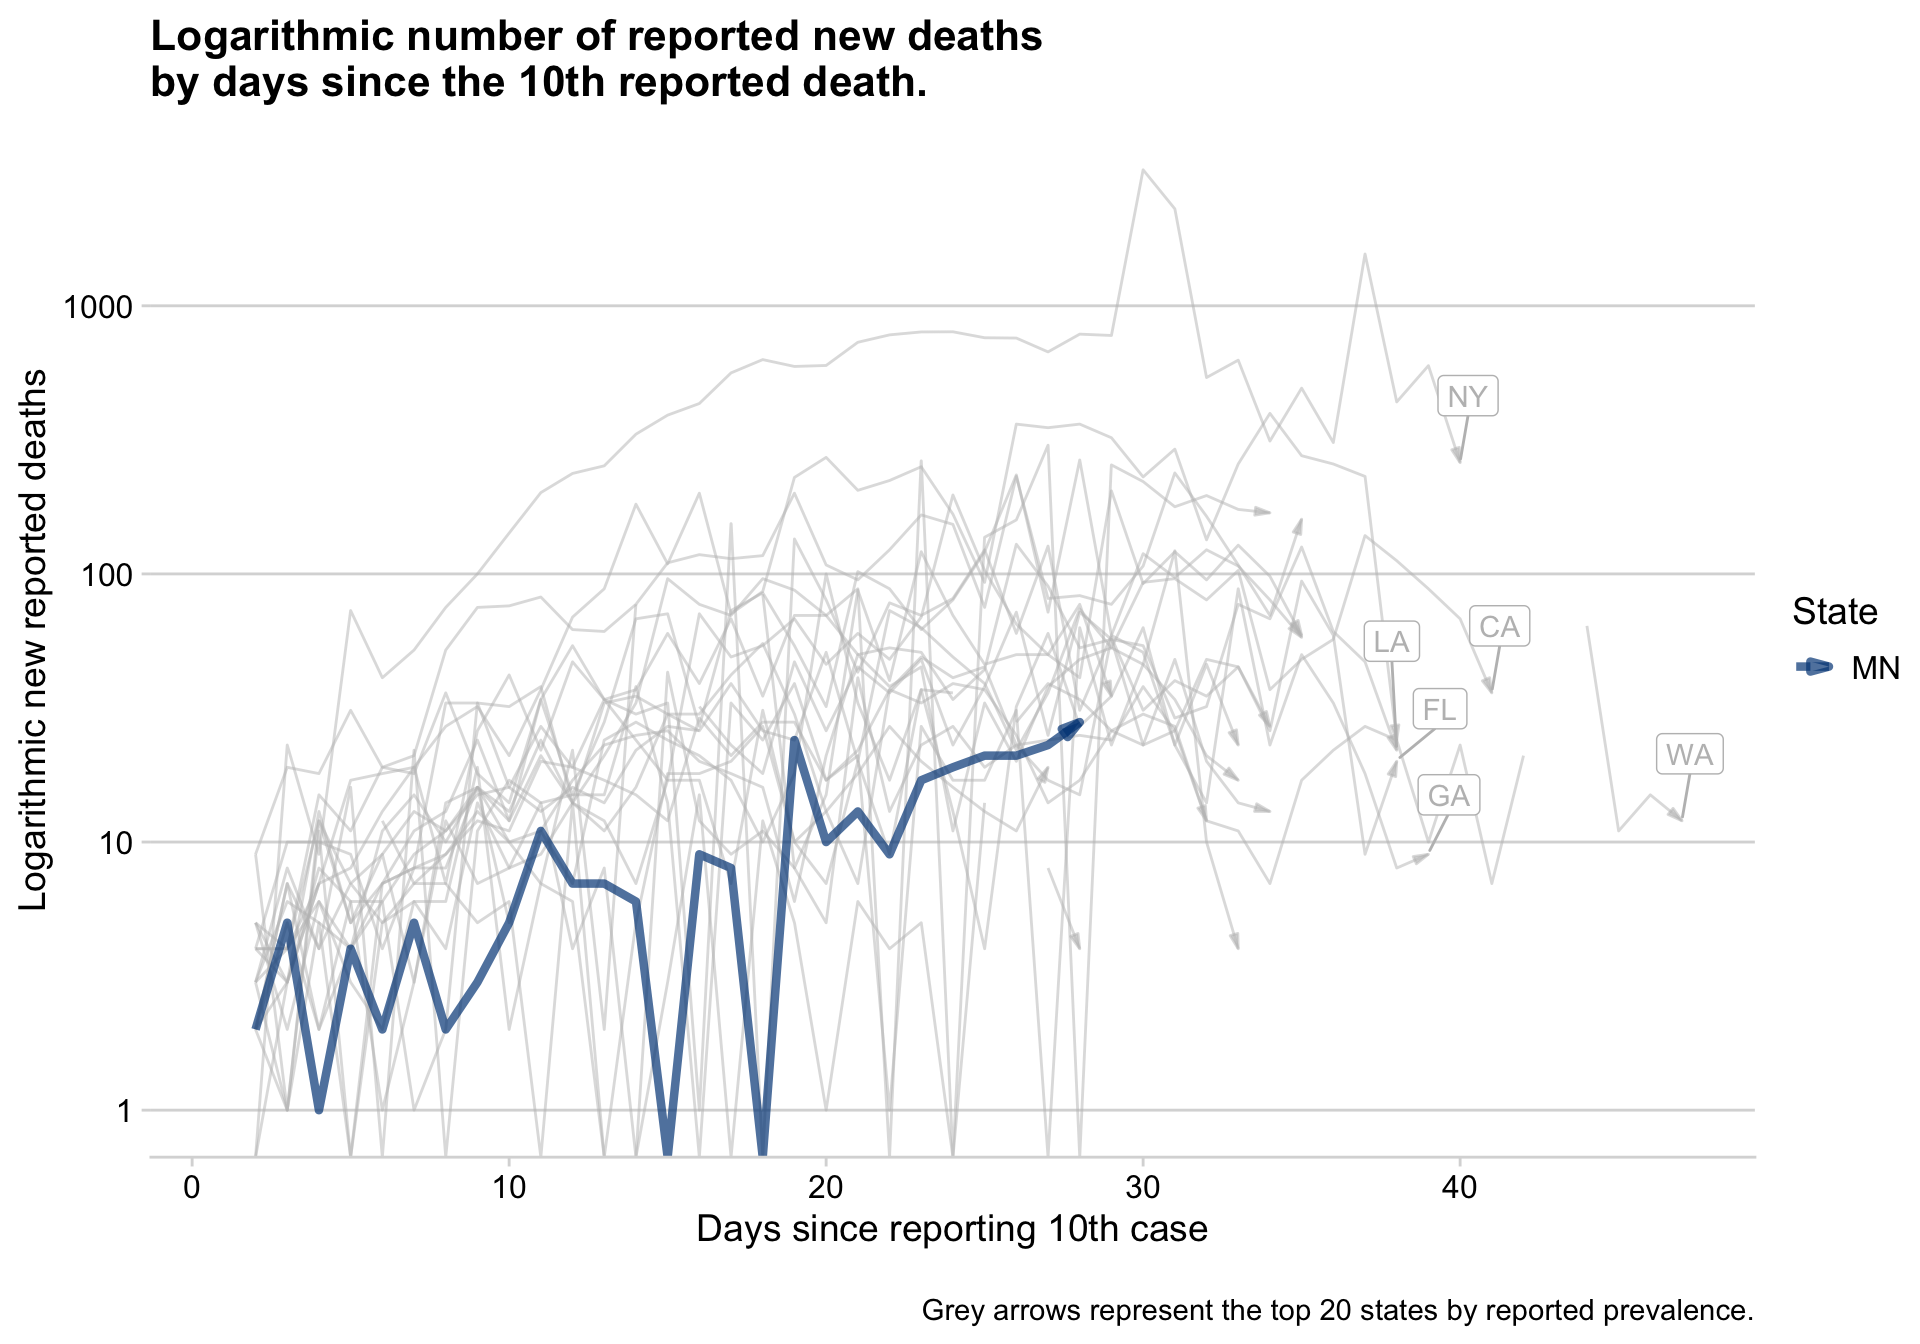 Logarithmic number of reported new deaths
by days since the 10th reported death.
Logarithmic new reported deaths
1000
100
10
1
NY
CA
LA
FL
WA
GA
State
MN
0 10 20 30 40
Days since reporting 10th case
Grey arrows represent the top 20 states by reported prevalence.